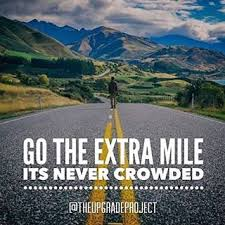 GO THE EXTRA MILE
ITS NEVER CROWDED
@THEUPGRADEPROJECT